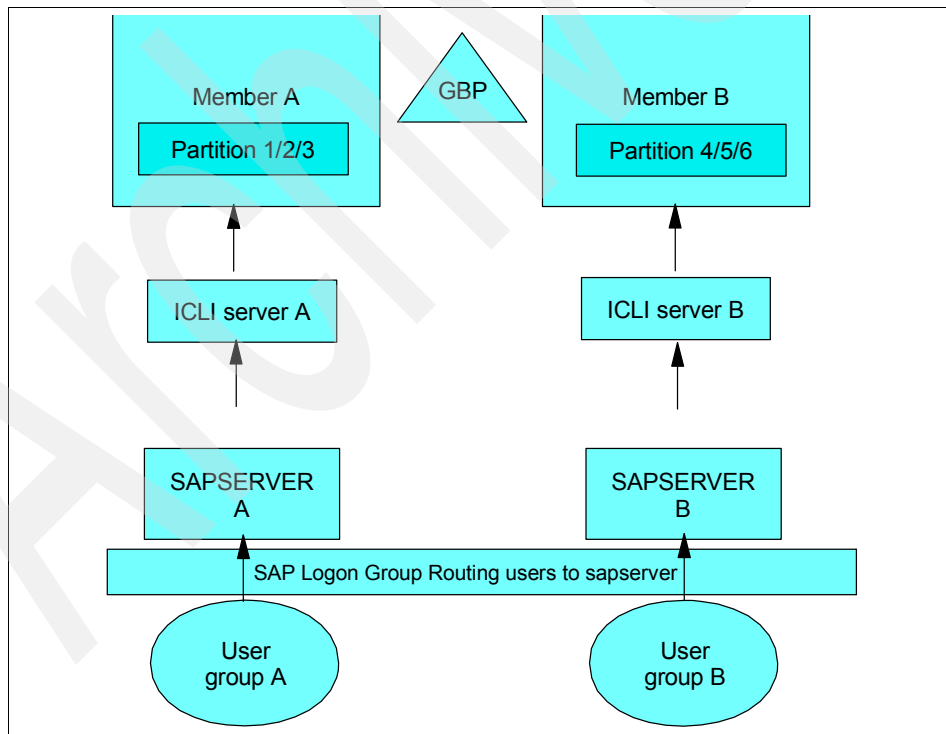 Member A
GBP
Member B
Partition 1/2/3
Partition 4/5/6
ICLI server A
ICLI server B
SAPSERVER
A
SAPSERVER
B
SAP Logon Group Routing users to sapserver
User
group A
User
group B